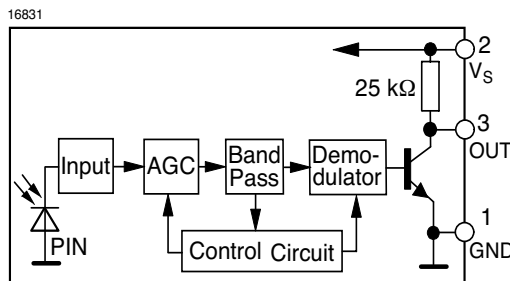 16831
2
V_S
25 kΩ
3
OUT
Input
AGC
Band
Pass
Demo-
dulator
PIN
Control Circuit
1
GND